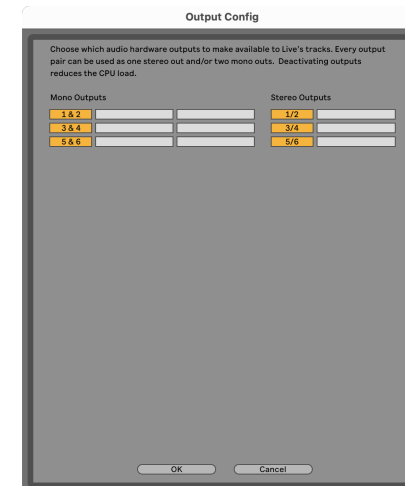 Output Config
Choose which audio hardware outputs to make available to Live's tracks. Every output
pair can be used as one stereo out and/or two mono outs. Deactivating outputs
reduces the CPU load.
Mono Outputs Stereo Outputs
1 & 2 1/2
3 & 4 3/4
5 & 6 5/6
OK Cancel